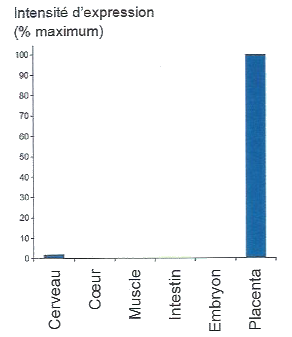 Intensité d'expression
(% maximum)
100
90
80
70
60
50
40
30
20
10
0
Cerveau
Cœur
Muscle
Intestin
Embryon
Placenta